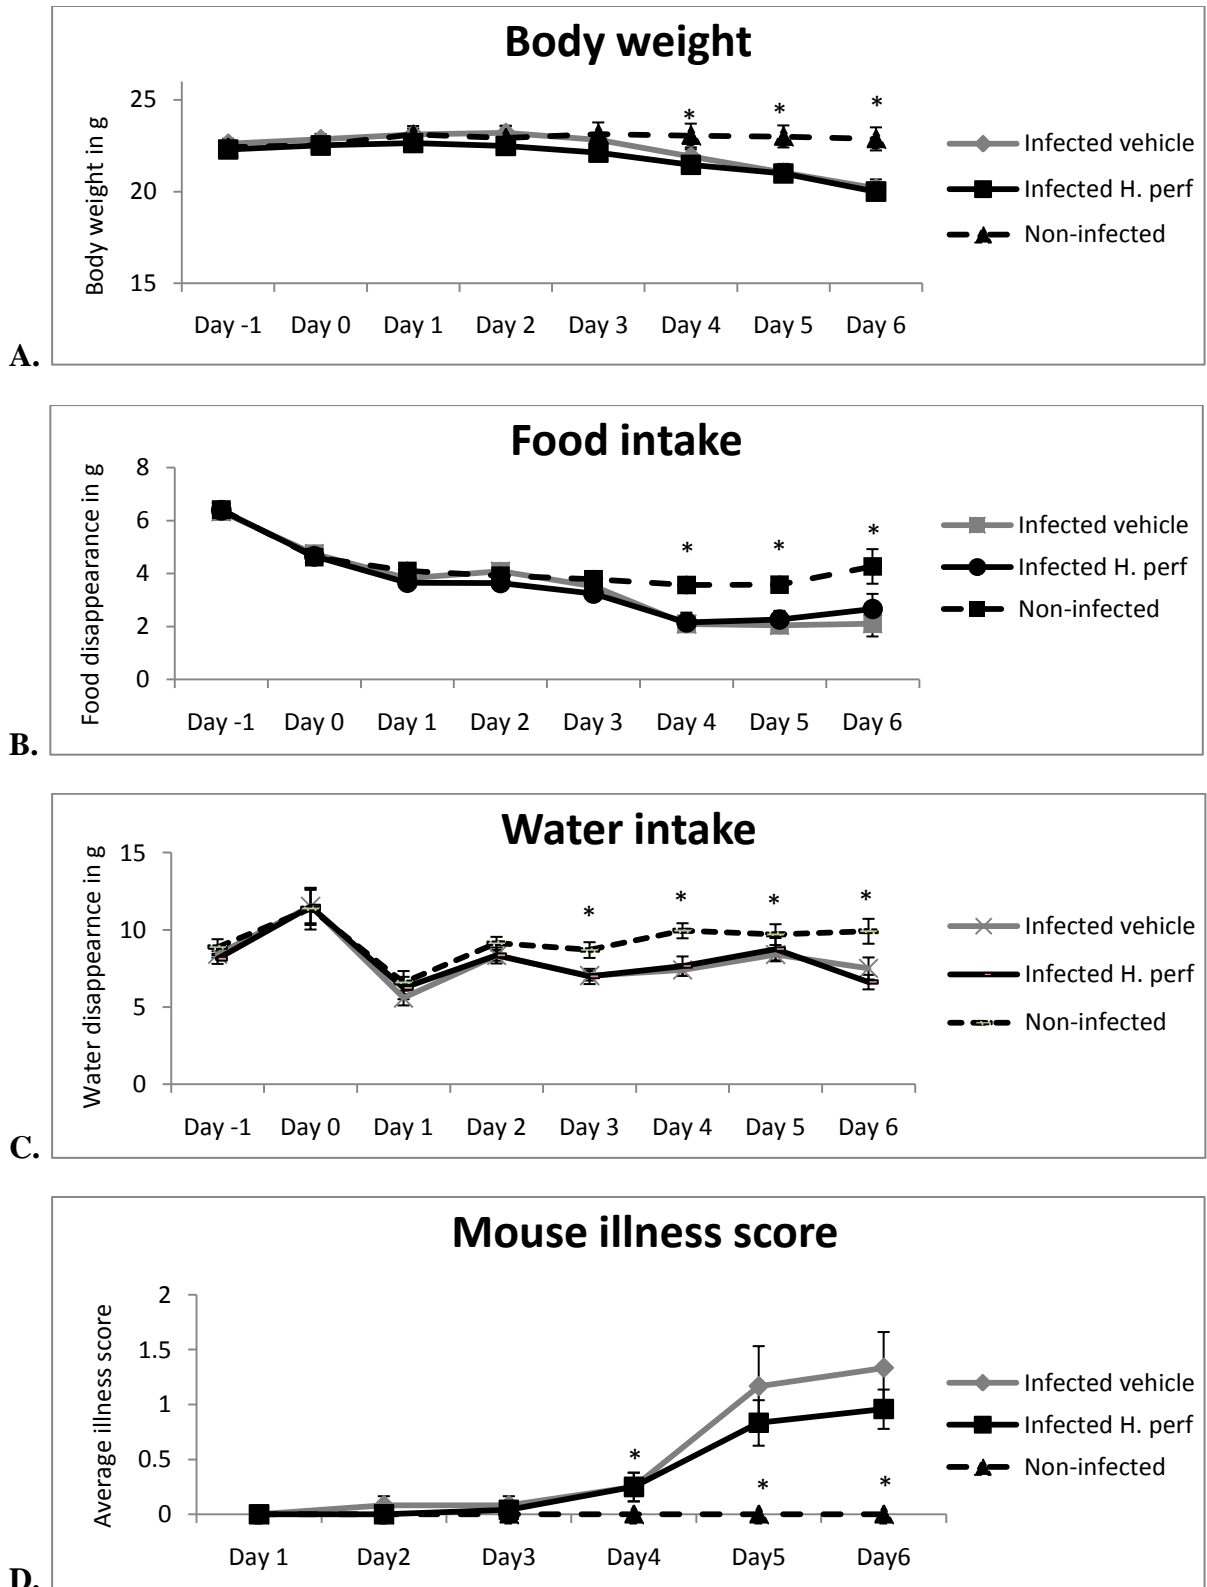 Body weight
Body weight in g
25
20
15
* * *
Day -1 Day 0 Day 1 Day 2 Day 3 Day 4 Day 5 Day 6
Infected vehicle
Infected H. perf
Non-infected
A.
Food intake
Food disappearance in g
8
6
4
2
0
* * *
Day -1 Day 0 Day 1 Day 2 Day 3 Day 4 Day 5 Day 6
Infected vehicle
Infected H. perf
Non-infected
B.
Water intake
Water disappearnce in g
15
10
5
0
* * * *
Day -1 Day 0 Day 1 Day 2 Day 3 Day 4 Day 5 Day 6
Infected vehicle
Infected H. perf
Non-infected
C.
Mouse illness score
Average illness score
2
1.5
1
0.5
0
* * *
Day 1 Day2 Day3 Day4 Day5 Day6
Infected vehicle
Infected H. perf
Non-infected
D.